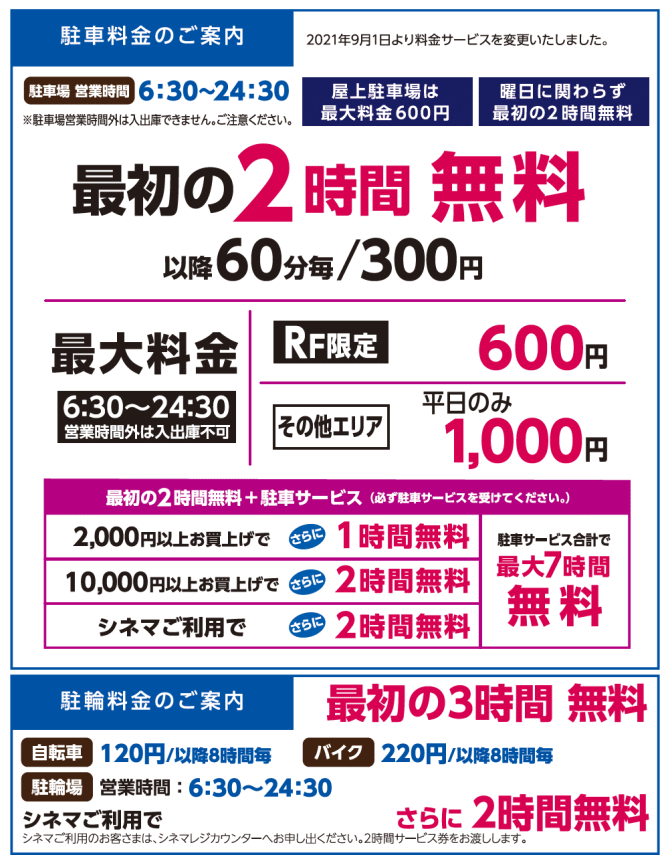 駐車料金のご案内
2021年9月1日より料金サービスを変更いたしました。
駐車場 営業時間 6:30〜24:30
※駐車場営業時間外は入出庫できません。ご注意ください。
屋上駐車場は
最大料金600円
曜日に関わらず
最初の2時間無料
最初の2時間 無料
以降60分毎/300円
最大料金
6:30〜24:30
営業時間外は入出庫不可
RF限定 600円
その他エリア 平日のみ
1,000円
最初の2時間無料+駐車サービス (必ず駐車サービスを受けてください。)
2,000円以上お買上げで さらに 1時間無料
10,000円以上お買上げで さらに 2時間無料
シネマご利用で さらに 2時間無料
駐車サービス合計で
最大7時間
無料
駐輪料金のご案内
最初の3時間 無料
自転車 120円/以降8時間毎 バイク 220円/以降8時間毎
駐輪場 営業時間:6:30〜24:30
シネマご利用で さらに 2時間無料
シネマご利用のお客さまは、シネマレジカウンターへお申し出ください。2時間サービス券をお渡しします。